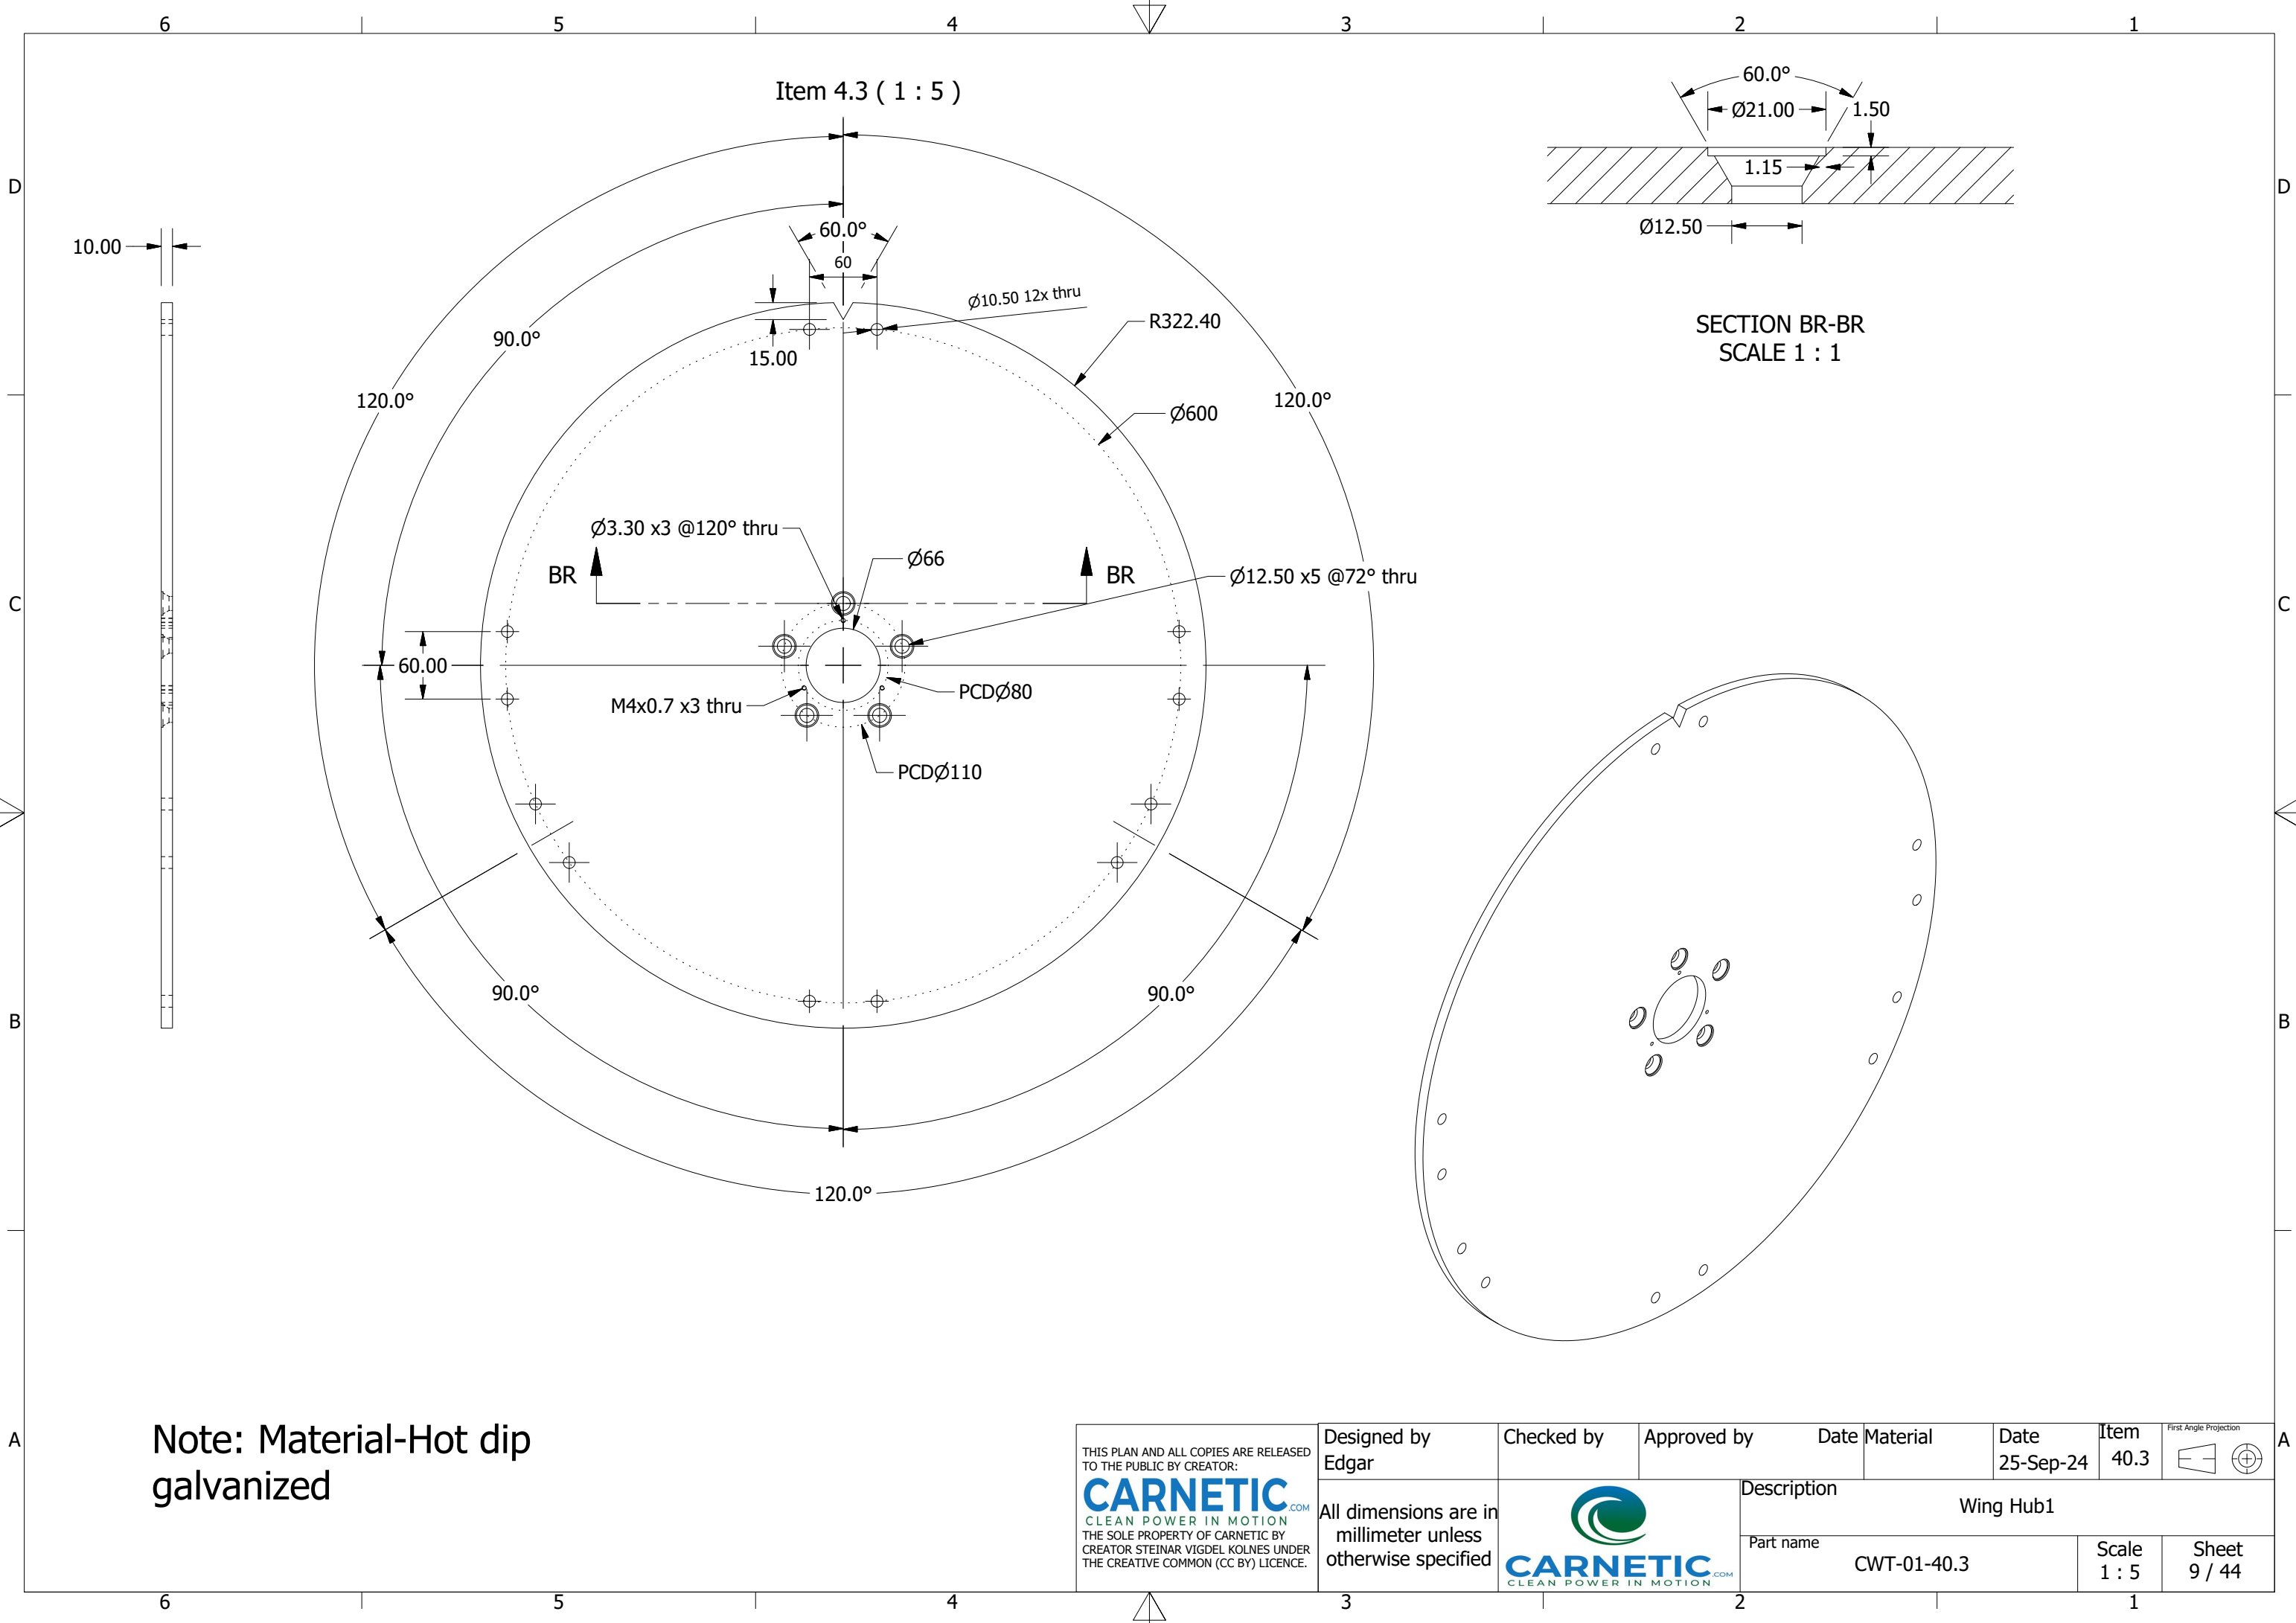 6
5
4
3
2
1
Item 4.3 ( 1 : 5 )
60.0°
Ø21.00
1.50
1.15
Ø12.50
SECTION BR-BR
SCALE 1 : 1
D
D
10.00
60.0°
60
Ø10.50 12x thru
R322.40
90.0°
15.00
120.0°
120.0°
Ø600
Ø3.30 x3 @120° thru
Ø66
BR
BR
Ø12.50 x5 @72° thru
C
C
60.00
M4x0.7 x3 thru
PCDØ80
PCDØ110
90.0°
90.0°
B
B
120.0°
Note: Material-Hot dip
galvanized
A
A
THIS PLAN AND ALL COPIES ARE RELEASED
TO THE PUBLIC BY CREATOR:
CARNETIC.COM
CLEAN POWER IN MOTION
THE SOLE PROPERTY OF CARNETIC BY
CREATOR STEINAR VIGDEL KOLNES UNDER
THE CREATIVE COMMON (CC BY) LICENCE.
Designed by
Edgar
Checked by
Approved by
Date
Material
Date
25-Sep-24
Item
40.3
First Angle Projection
All dimensions are in
millimeter unless
otherwise specified
CARNETIC.COM
CLEAN POWER IN MOTION
Description
Wing Hub1
Part name
CWT-01-40.3
Scale
1 : 5
Sheet
9 / 44
6
5
4
3
2
1